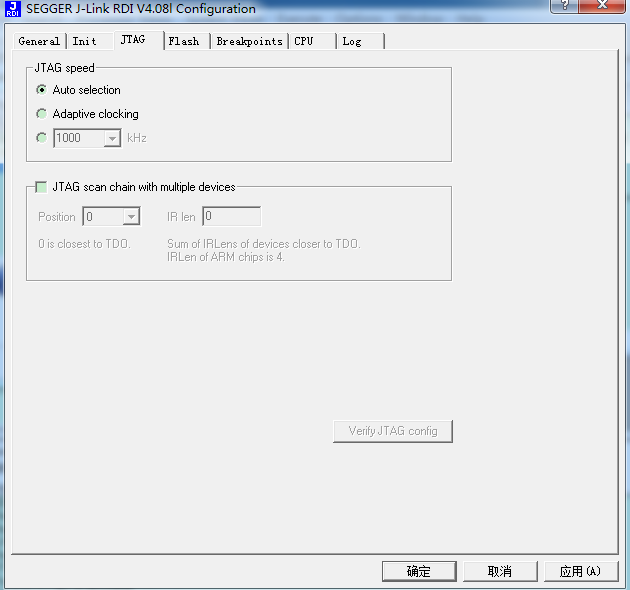 J RDI SEGGER J-Link RDI V4.08l Configuration
General Init JTAG Flash Breakpoints CPU Log
JTAG speed
Auto selection
Adaptive clocking
1000 kHz
JTAG scan chain with multiple devices
Position 0 IR len 0
0 is closest to TDO. Sum of IRLens of devices closer to TDO.
IRLen of ARM chips is 4.
Verify JTAG config
确定 取消 应用(A)